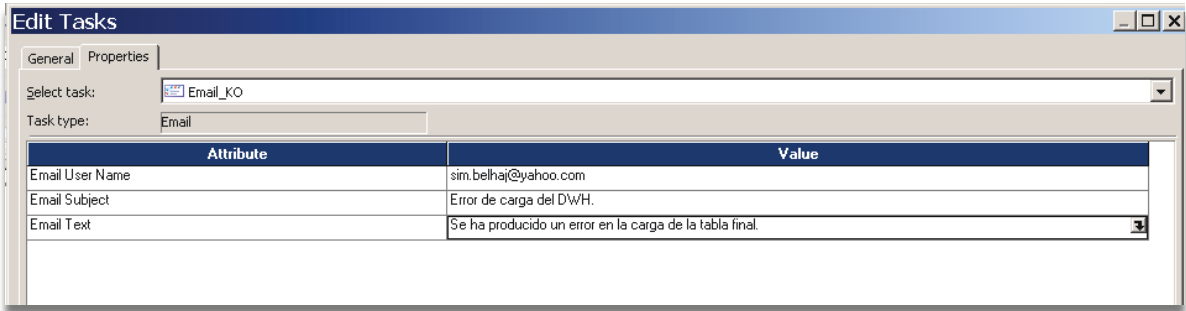 Edit Tasks
General Properties
Select task: Email_KO
Task type: Email
Attribute Value
Email User Name sim.belhaj@yahoo.com
Email Subject Error de carga del DWH.
Email Text Se ha producido un error en la carga de la tabla final.